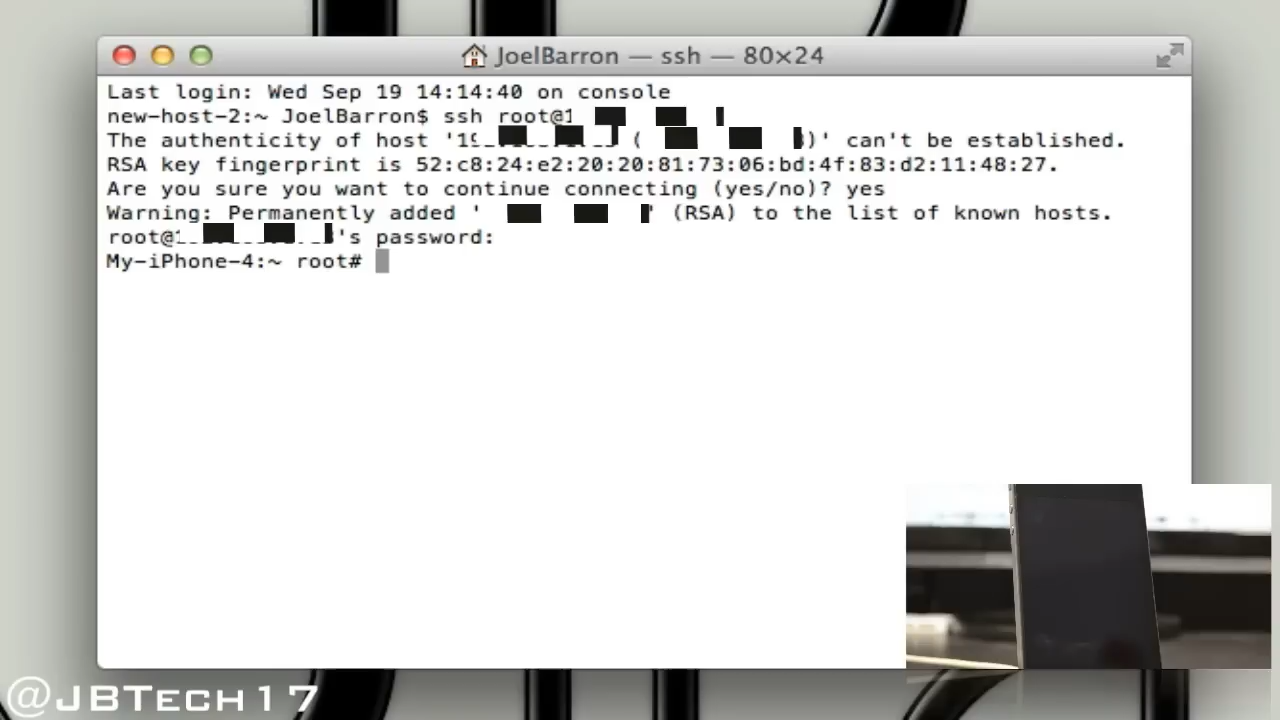 JoelBarron — ssh — 80×24
Last login: Wed Sep 19 14:14:40 on console
new-host-2:~ JoelBarron$ ssh root@1
The authenticity of host '19 ( )' can't be established.
RSA key fingerprint is 52:c8:24:e2:20:20:81:73:06:bd:4f:83:d2:11:48:27.
Are you sure you want to continue connecting (yes/no)? yes
Warning: Permanently added ' ' (RSA) to the list of known hosts.
root@1 's password:
My-iPhone-4:~ root#
@JBTech17